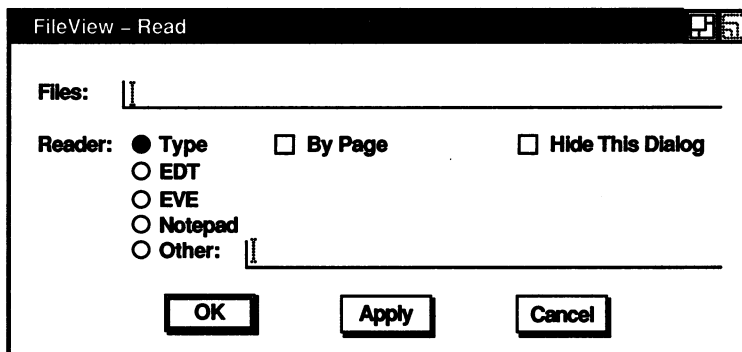 FileView – Read
Files:
Reader: Type By Page Hide This Dialog
EDT
EVE
Notepad
Other:
OK Apply Cancel